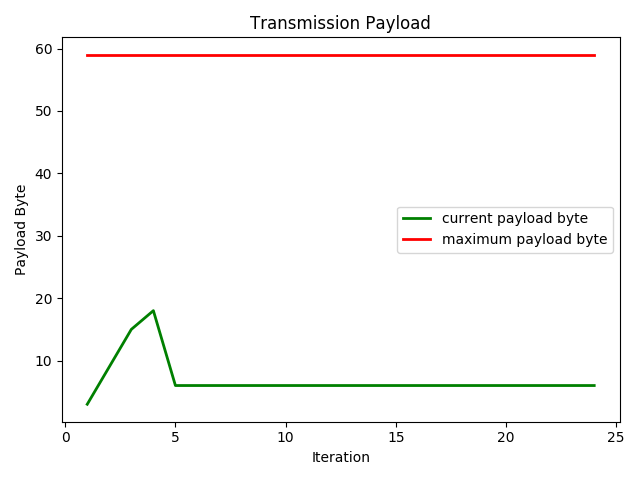 Transmission Payload
60
50
40
30
20
10
Payload Byte
current payload byte
maximum payload byte
0 5 10 15 20 25
Iteration